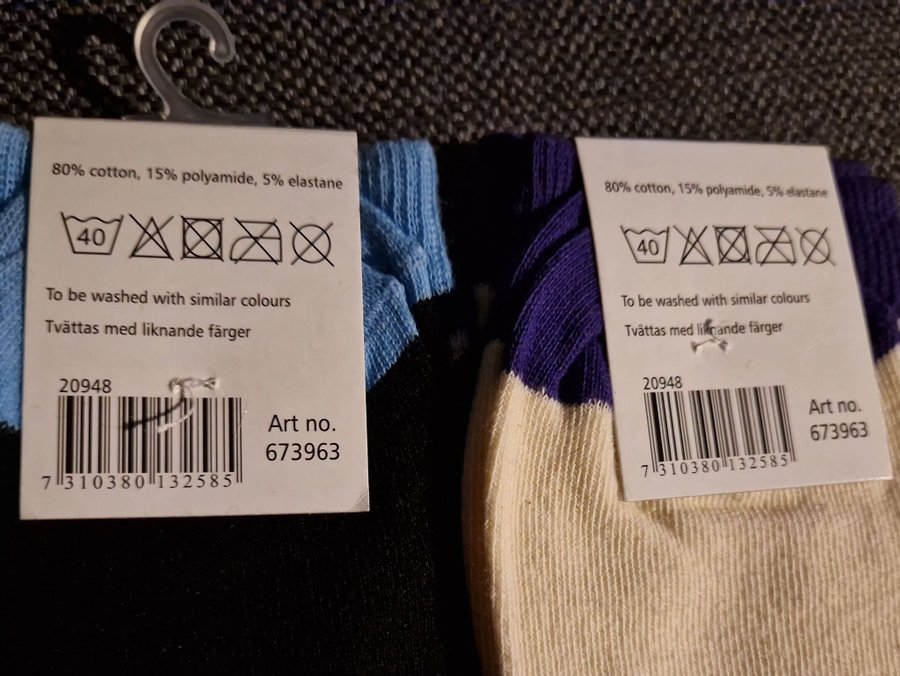 80% cotton, 15% polyamide, 5% elastane
40
To be washed with similar colours
Tvättas med liknande färger
20948
7 310380 132585
Art no.
673963
80% cotton, 15% polyamide, 5% elastane
40
To be washed with similar colours
Tvättas med liknande färger
20948
7 310380 132585
Art no.
673963